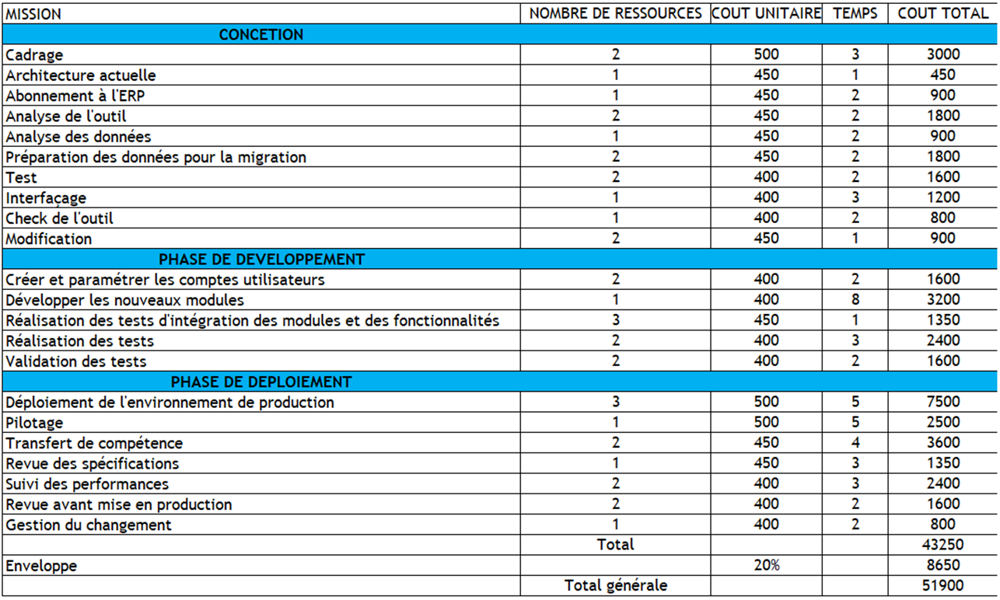 MISSION NOMBRE DE RESSOURCES COUT UNITAIRE TEMPS COUT TOTAL
CONCETION
Cadrage 2 500 3 3000
Architecture actuelle 1 450 1 450
Abonnement à l'ERP 1 450 2 900
Analyse de l'outil 2 450 2 1800
Analyse des données 1 450 2 900
Préparation des données pour la migration 2 450 2 1800
Test 2 400 2 1600
Interfaçage 1 400 3 1200
Check de l'outil 1 400 2 800
Modification 2 450 1 900
PHASE DE DEVELOPPEMENT
Créer et paramétrer les comptes utilisateurs 2 400 2 1600
Développer les nouveaux modules 1 400 8 3200
Réalisation des tests d'intégration des modules et des fonctionnalités 3 450 1 1350
Réalisation des tests 2 400 3 2400
Validation des tests 2 400 2 1600
PHASE DE DEPLOIEMENT
Déploiement de l'environnement de production 3 500 5 7500
Pilotage 1 500 5 2500
Transfert de compétence 2 450 4 3600
Revue des spécifications 1 450 3 1350
Suivi des performances 2 400 3 2400
Revue avant mise en production 2 400 2 1600
Gestion du changement 1 400 2 800
Total 43250
Enveloppe 20% 8650
Total générale 51900